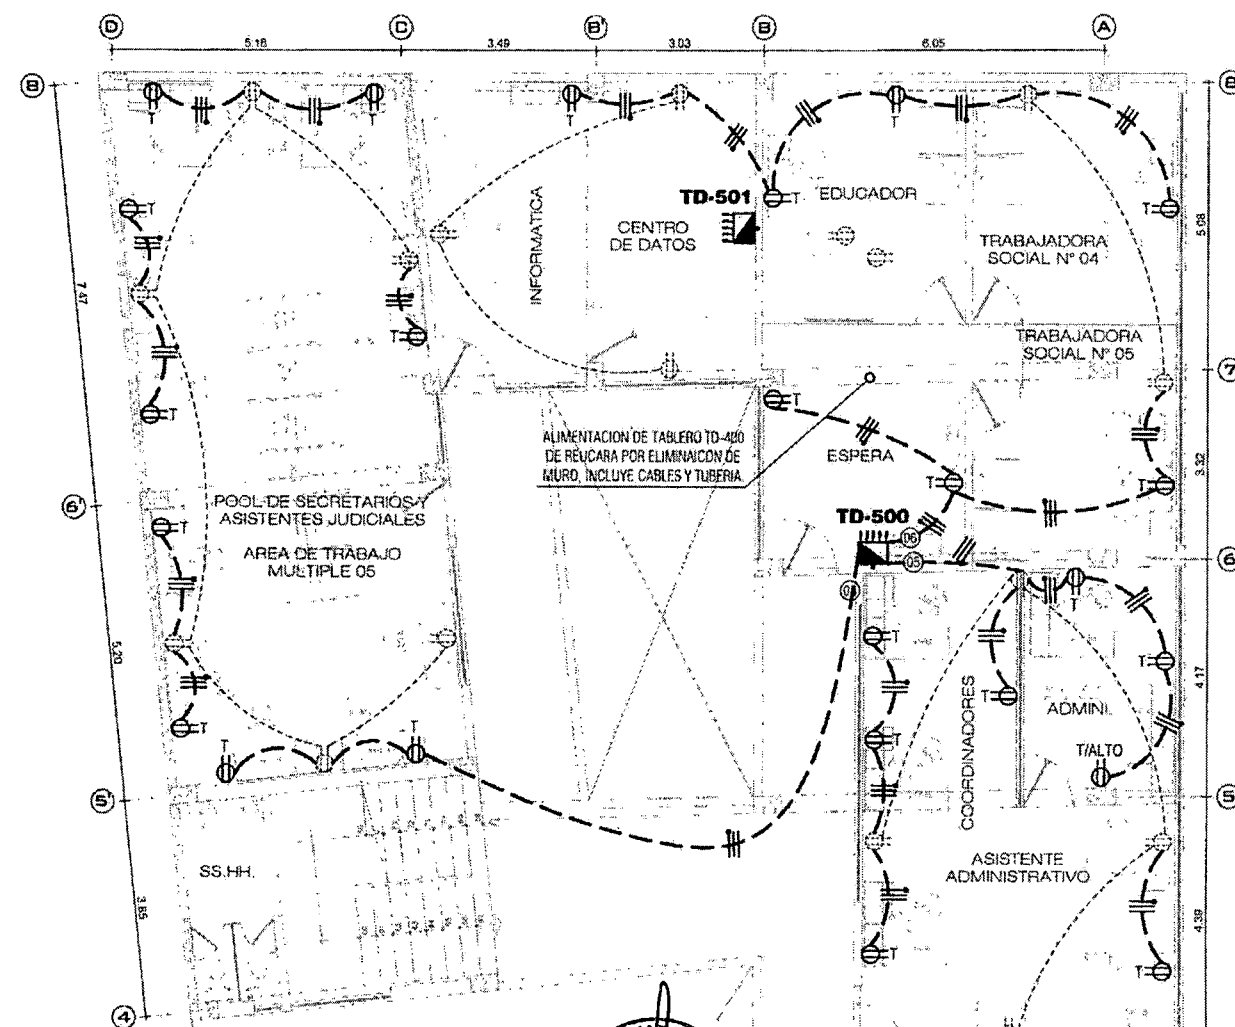 D C B' B A
5.18 3.49 3.03 6.05
8 8
T T T T
TD-501
T EDUCADOR
T T
INFORMATICA
CENTRO
DE DATOS
TRABAJADORA
SOCIAL N° 04
5.08
7.47
T
TRABAJADORA
SOCIAL N° 05
7
T T
ALIMENTACION DE TABLERO TD-400
DE REUCARA POR ELIMINAICON DE
MURO, INCLUYE CABLES Y TUBERIA.
ESPERA
3.32
T T
6'
POOL DE SECRETARIOS Y
ASISTENTES JUDICIALES
TD-500
T
06
AREA DE TRABAJO
MULTIPLE 05
05
6
T
T
5.20
T
4.17
COORDINADORES
T
ADMINI.
T
T T
T
T/ALTO
5'
5
SS.HH.
ASISTENTE
ADMINISTRATIVO
3.85
4.39
T
T
4